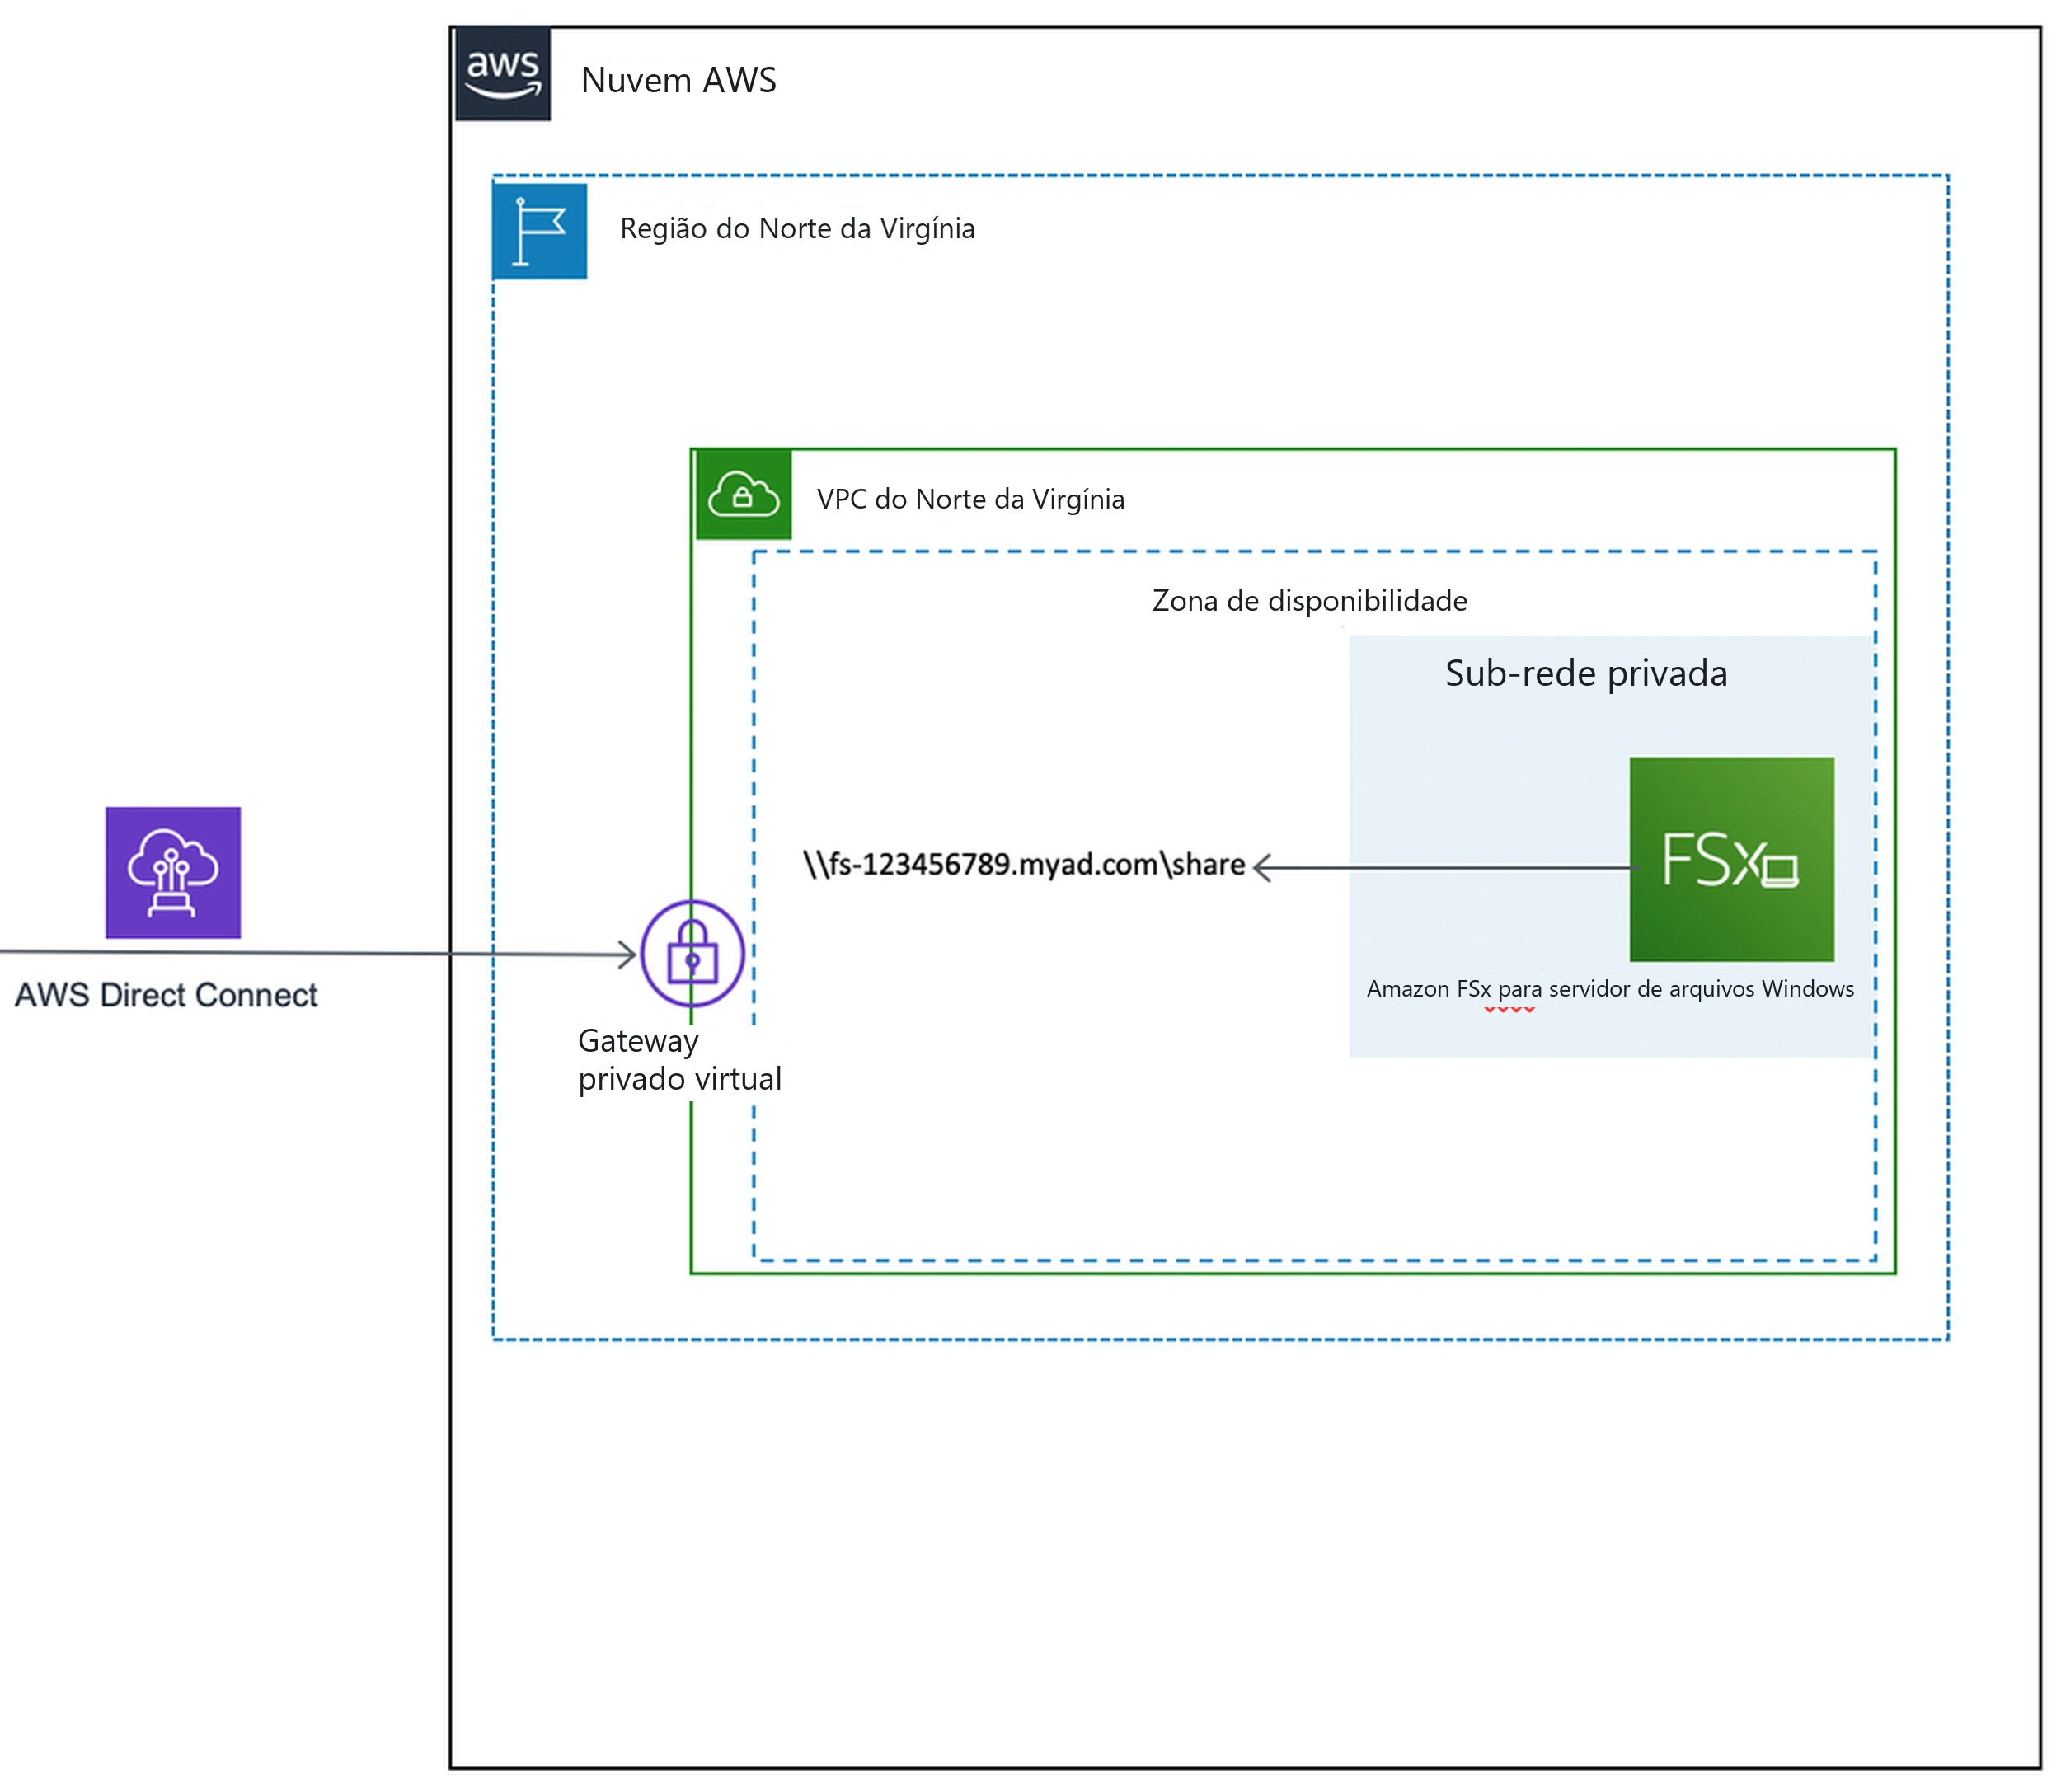 aws
Nuvem AWS
Região do Norte da Virgínia
VPC do Norte da Virgínia
Zona de disponibilidade
Sub-rede privada
\\fs-123456789.myad.com\share
FSx
Amazon FSx para servidor de arquivos Windows
AWS Direct Connect
Gateway
privado virtual